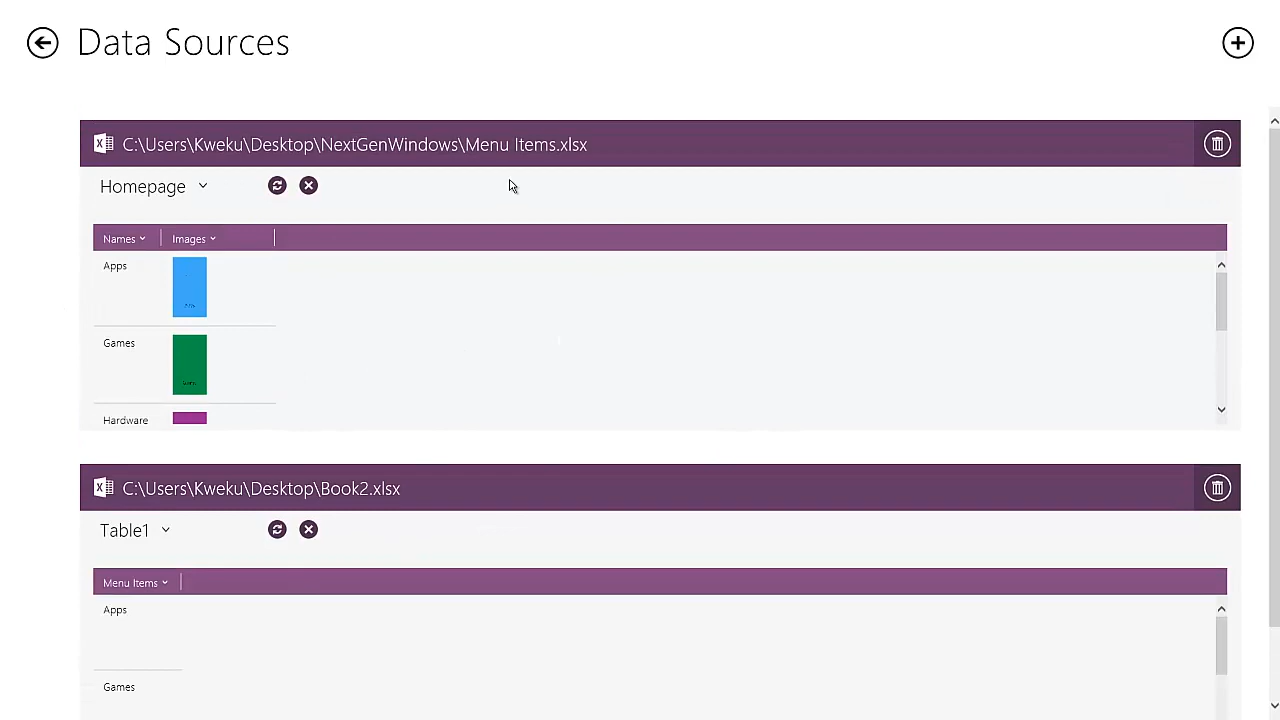 Data Sources
C:\Users\Kweku\Desktop\NextGenWindows\Menu Items.xlsx
Homepage
Names Images
Apps
Games
Hardware
C:\Users\Kweku\Desktop\Book2.xlsx
Table1
Menu Items
Apps
Games